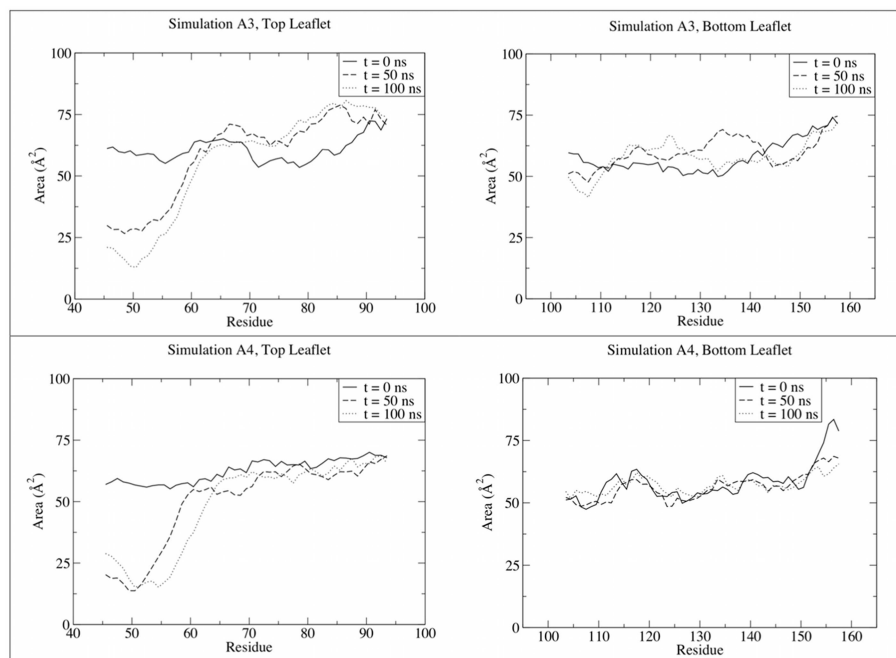 Simulation A3, Top Leaflet
100
75
50
25
0
Area (Å²)
t = 0 ns
t = 50 ns
t = 100 ns
40 50 60 70 80 90 100
Residue
Simulation A3, Bottom Leaflet
100
75
50
25
0
Area (Å²)
t = 0 ns
t = 50 ns
t = 100 ns
100 110 120 130 140 150 160
Residue
Simulation A4, Top Leaflet
100
75
50
25
0
Area (Å²)
t = 0 ns
t = 50 ns
t = 100 ns
40 50 60 70 80 90 100
Residue
Simulation A4, Bottom Leaflet
100
75
50
25
0
Area (Å²)
t = 0 ns
t = 50 ns
t = 100 ns
100 110 120 130 140 150 160
Residue